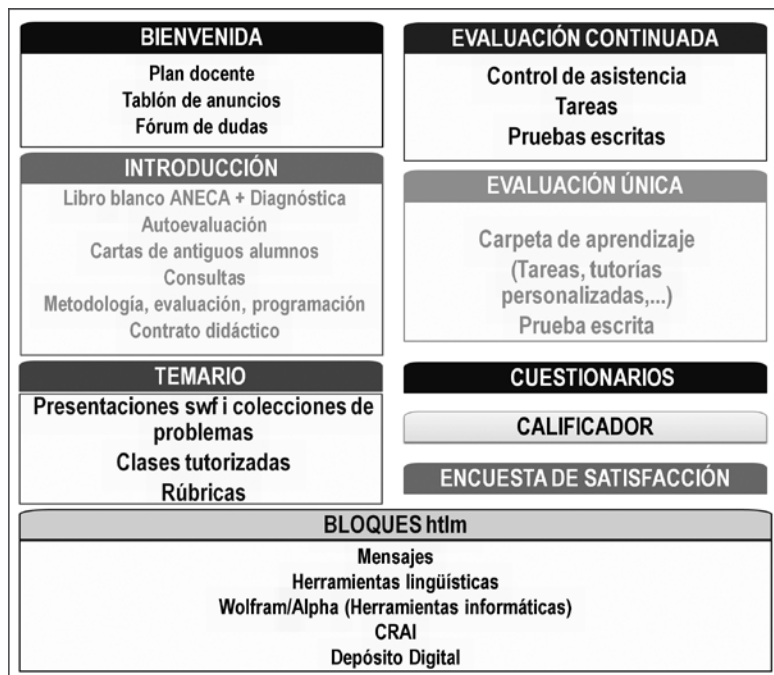 BIENVENIDA
Plan docente
Tablón de anuncios
Fórum de dudas
INTRODUCCIÓN
Libro blanco ANECA + Diagnóstica
Autoevaluación
Cartas de antiguos alumnos
Consultas
Metodología, evaluación, programación
Contrato didáctico
TEMARIO
Presentaciones swf i colecciones de
problemas
Clases tutorizadas
Rúbricas
EVALUACIÓN CONTINUADA
Control de asistencia
Tareas
Pruebas escritas
EVALUACIÓN ÚNICA
Carpeta de aprendizaje
(Tareas, tutorías
personalizadas,...)
Prueba escrita
CUESTIONARIOS
CALIFICADOR
ENCUESTA DE SATISFACCIÓN
BLOQUES htlm
Mensajes
Herramientas lingüísticas
Wolfram/Alpha (Herramientas informáticas)
CRAI
Depósito Digital